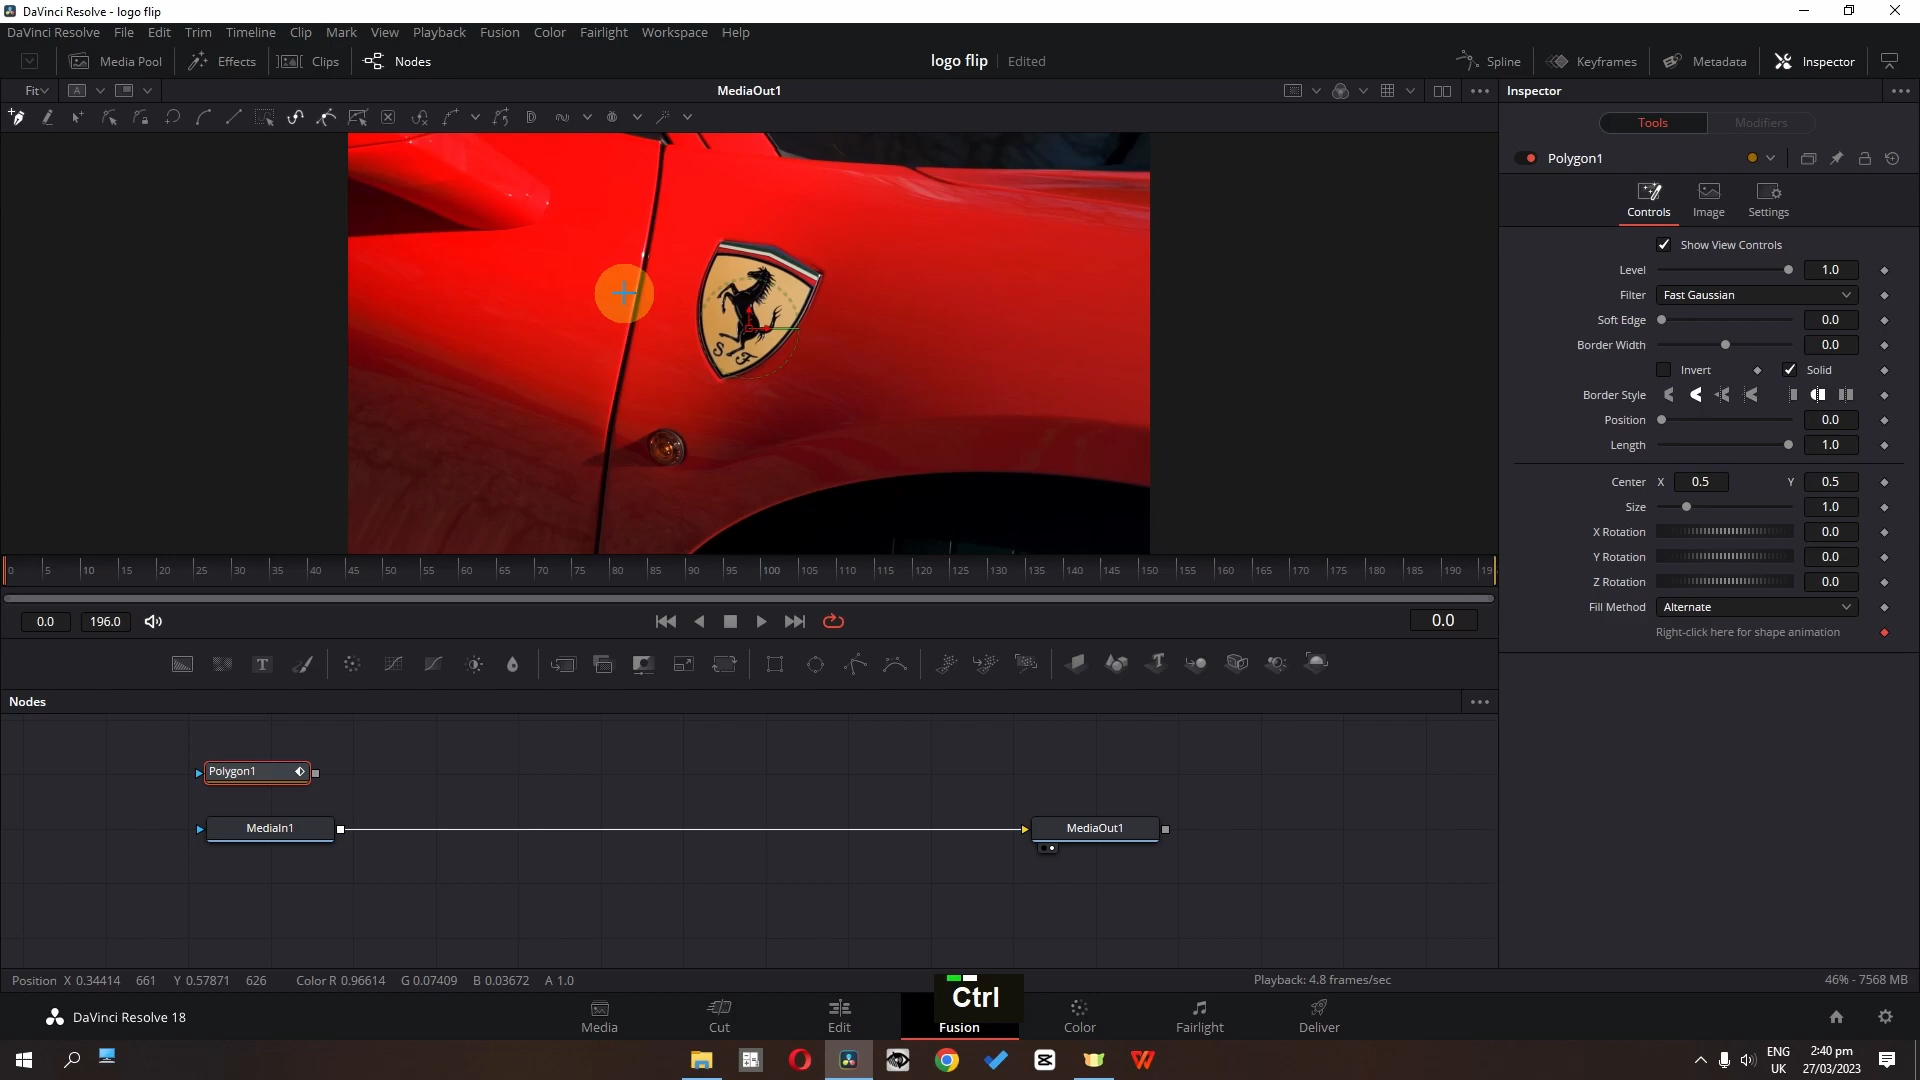 DaVinci Resolve - logo flip
DaVinci Resolve File Edit Trim Timeline Clip Mark View Playback Fusion Color Fairlight Workspace Help
Media Pool Effects Clips Nodes logo flip Edited Spline Keyframes Metadata Inspector
Fit A MediaOut1 Inspector
Tools Modifiers
Polygon1
Controls Image Settings
Show View Controls
Level 1.0
Filter Fast Gaussian
Soft Edge 0.0
Border Width 0.0
Invert Solid
Border Style
Position 0.0
Length 1.0
Center X 0.5 Y 0.5
Size 1.0
X Rotation 0.0
Y Rotation 0.0
Z Rotation 0.0
Fill Method Alternate
Right-click here for shape animation
S F
0 5 10 15 20 25 30 35 40 45 50 55 60 65 70 75 80 85 90 95 100 105 110 115 120 125 130 135 140 145 150 155 160 165 170 175 180 185 190 19
0.0 196.0 0.0
T T
Nodes
Polygon1
MediaIn1 MediaOut1
Position X 0.34414 661 Y 0.57871 626 Color R 0.96614 G 0.07409 B 0.03672 A 1.0 Playback: 4.8 frames/sec 46% - 7568 MB
Ctrl
DaVinci Resolve 18 Media Cut Edit Fusion Color Fairlight Deliver
ENG
UK
2:40 pm
27/03/2023